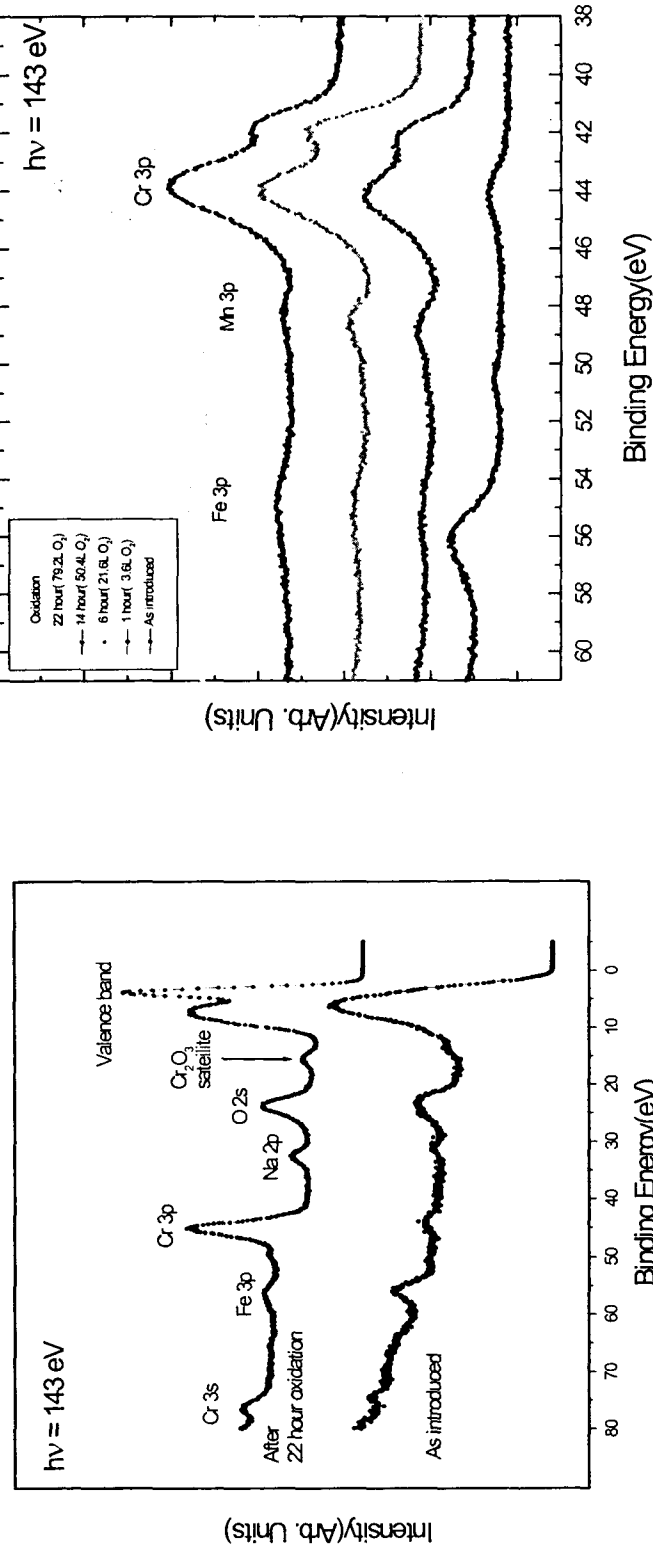 hν = 143 eV
Cr 3p
Mn 3p
Fe 3p
Oxidation
22 hour( 79.2L O₂)
14 hour( 50.4L O₂)
6 hour( 21.6L O₂)
1 hour( 3.6L O₂)
As introduced
Intensity(Arb. Units)
60 58 56 54 52 50 48 46 44 42 40 38
Binding Energy(eV)
hν = 143 eV
Valence band
Cr₂O₃
satellite
O 2s
Na 2p
Cr 3p
Fe 3p
Cr 3s
After
22 hour oxidation
As introduced
Intensity(Arb. Units)
80 70 60 50 40 30 20 10 0
Binding Energy(eV)